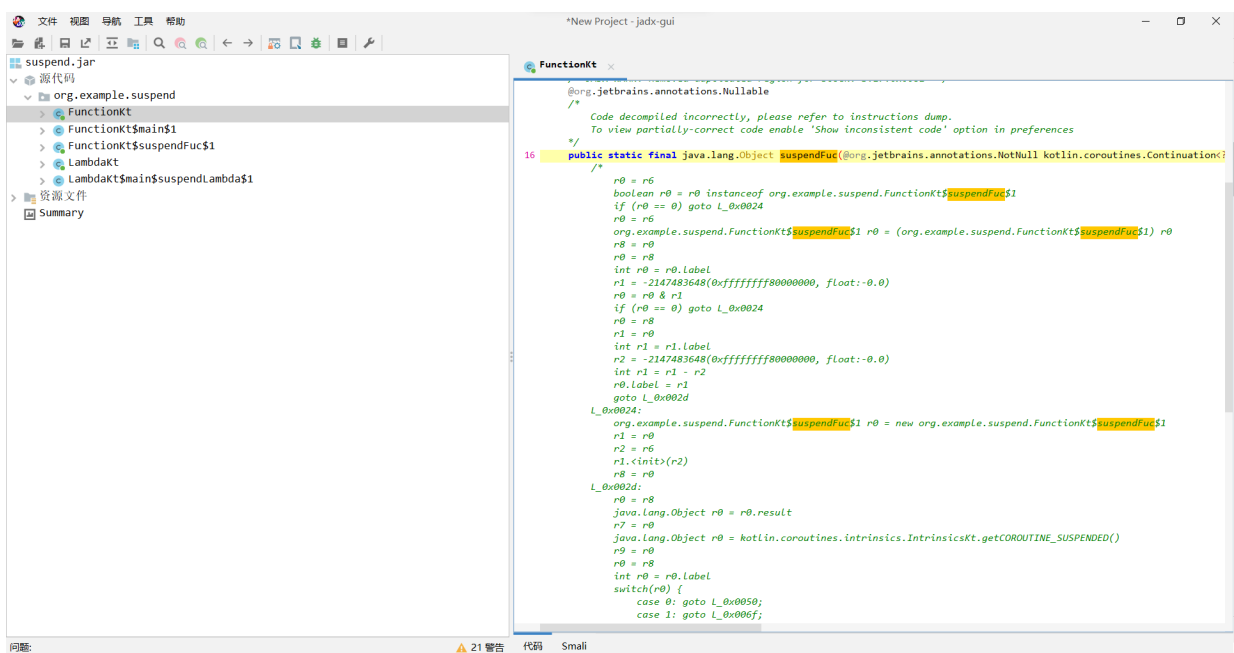 文件 视图 导航 工具 帮助
*New Project - jadx-gui
suspend.jar
源代码
org.example.suspend
FunctionKt
FunctionKt$main$1
FunctionKt$suspendFuc$1
LambdaKt
LambdaKt$main$suspendLambda$1
资源文件
Summary
问题:
21 警告
FunctionKt
@org.jetbrains.annotations.Nullable
/*
Code decompiled incorrectly, please refer to instructions dump.
To view partially-correct code enable 'Show inconsistent code' option in preferences
*/
16 public static final java.lang.Object suspendFuc(@org.jetbrains.annotations.NotNull kotlin.coroutines.Continuation<?
/*
r0 = r6
boolean r0 = r0 instanceof org.example.suspend.FunctionKt$suspendFuc$1
if (r0 == 0) goto L_0x0024
r0 = r6
org.example.suspend.FunctionKt$suspendFuc$1 r0 = (org.example.suspend.FunctionKt$suspendFuc$1) r0
r8 = r0
r0 = r8
int r0 = r0.label
r1 = -2147483648(0xffffffff80000000, float:-0.0)
r0 = r0 & r1
if (r0 == 0) goto L_0x0024
r0 = r8
r1 = r0
int r1 = r1.label
r2 = -2147483648(0xffffffff80000000, float:-0.0)
int r1 = r1 - r2
r0.label = r1
goto L_0x002d
L_0x0024:
org.example.suspend.FunctionKt$suspendFuc$1 r0 = new org.example.suspend.FunctionKt$suspendFuc$1
r1 = r0
r2 = r6
r1.<init>(r2)
r8 = r0
L_0x002d:
r0 = r8
java.lang.Object r0 = r0.result
r7 = r0
java.lang.Object r0 = kotlin.coroutines.intrinsics.IntrinsicsKt.getCOROUTINE_SUSPENDED()
r9 = r0
r0 = r8
int r0 = r0.label
switch(r0) {
case 0: goto L_0x0050;
case 1: goto L_0x006f;
代码 Smali